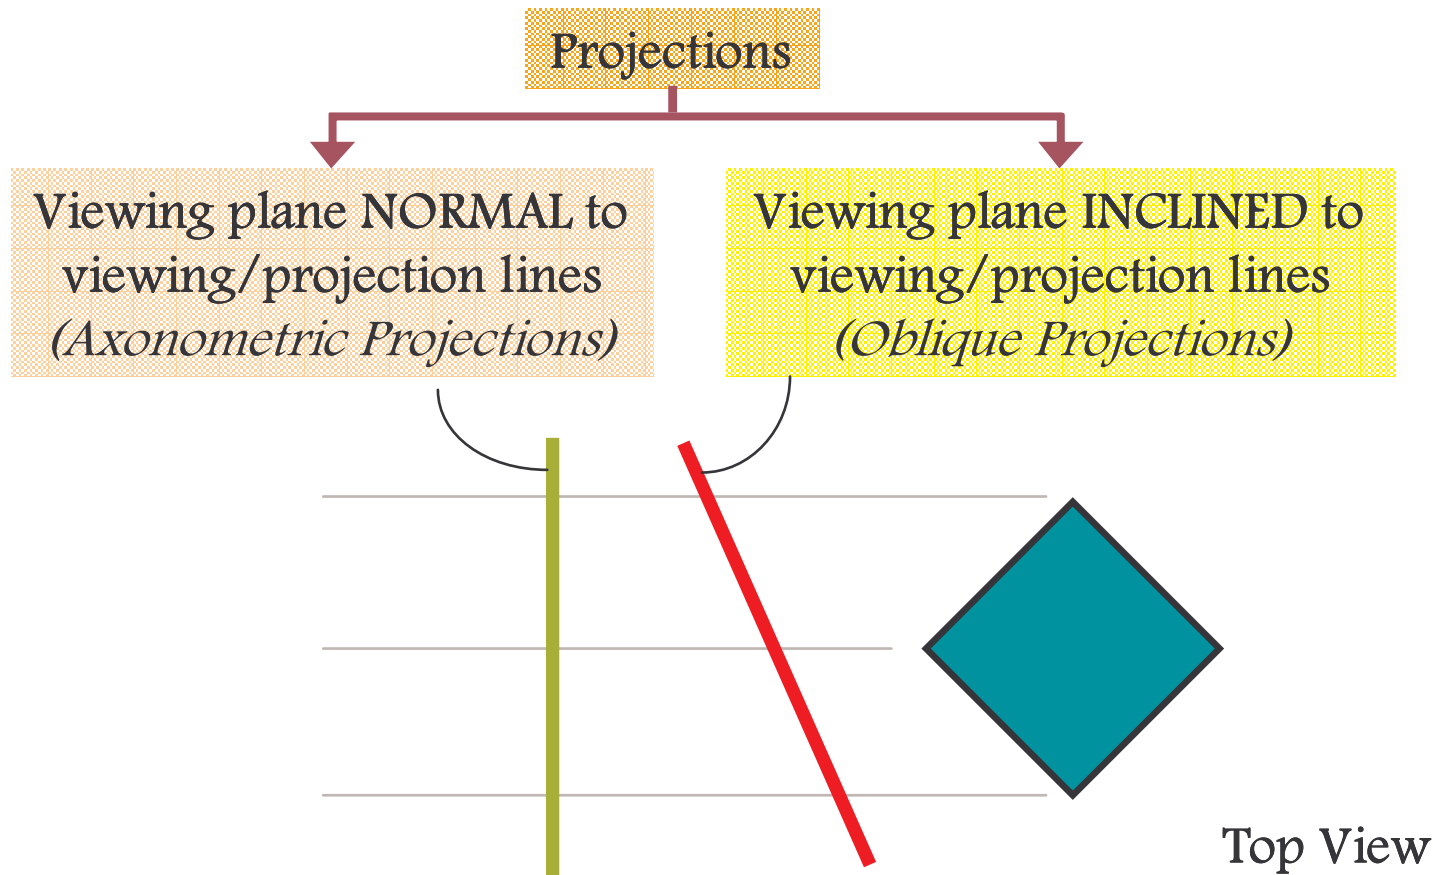 Projections
Viewing plane NORMAL to
viewing/projection lines
(Axonometric Projections)
Viewing plane INCLINED to
viewing/projection lines
(Oblique Projections)
Top View